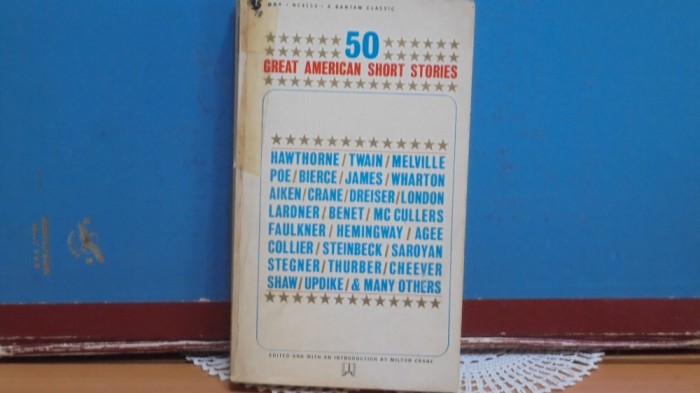 A BANTAM CLASSIC
50
GREAT AMERICAN SHORT STORIES
HAWTHORNE / TWAIN / MELVILLE
POE / BIERCE / JAMES / WHARTON
AIKEN / CRANE / DREISER / LONDON
LARDNER / BENET / MC CULLERS
FAULKNER / HEMINGWAY / AGEE
COLLIER / STEINBECK / SAROYAN
STEGNER / THURBER / CHEEVER
SHAW / UPDIKE / & MANY OTHERS
EDITED AND WITH AN INTRODUCTION BY MILTON CRANE